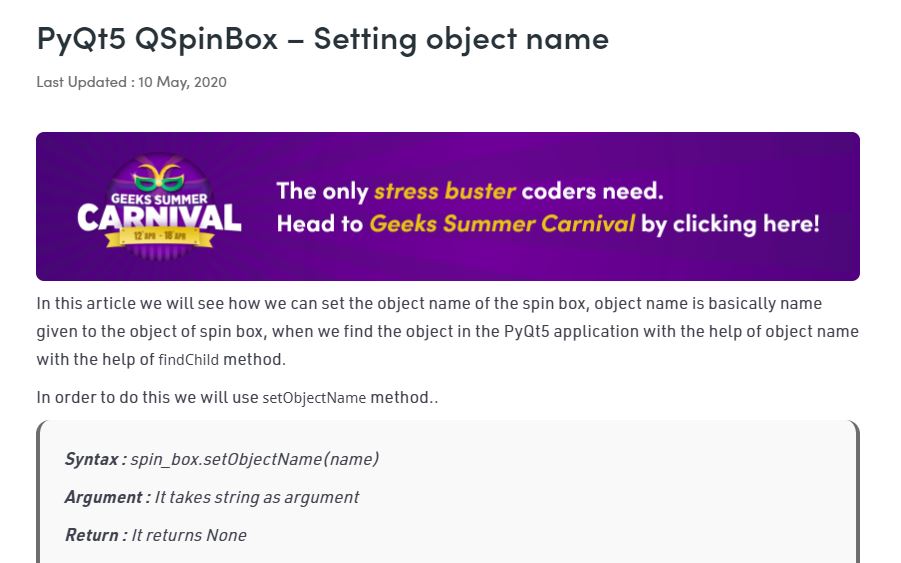 PyQt5 QSpinBox – Setting object name
Last Updated : 10 May, 2020
GEEKS SUMMER
CARNIVAL
12 APR - 18 APR
The only stress buster coders need.
Head to Geeks Summer Carnival by clicking here!
In this article we will see how we can set the object name of the spin box, object name is basically name
given to the object of spin box, when we find the object in the PyQt5 application with the help of object name
with the help of findChild method.
In order to do this we will use setObjectName method..
Syntax : spin_box.setObjectName(name)
Argument : It takes string as argument
Return : It returns None